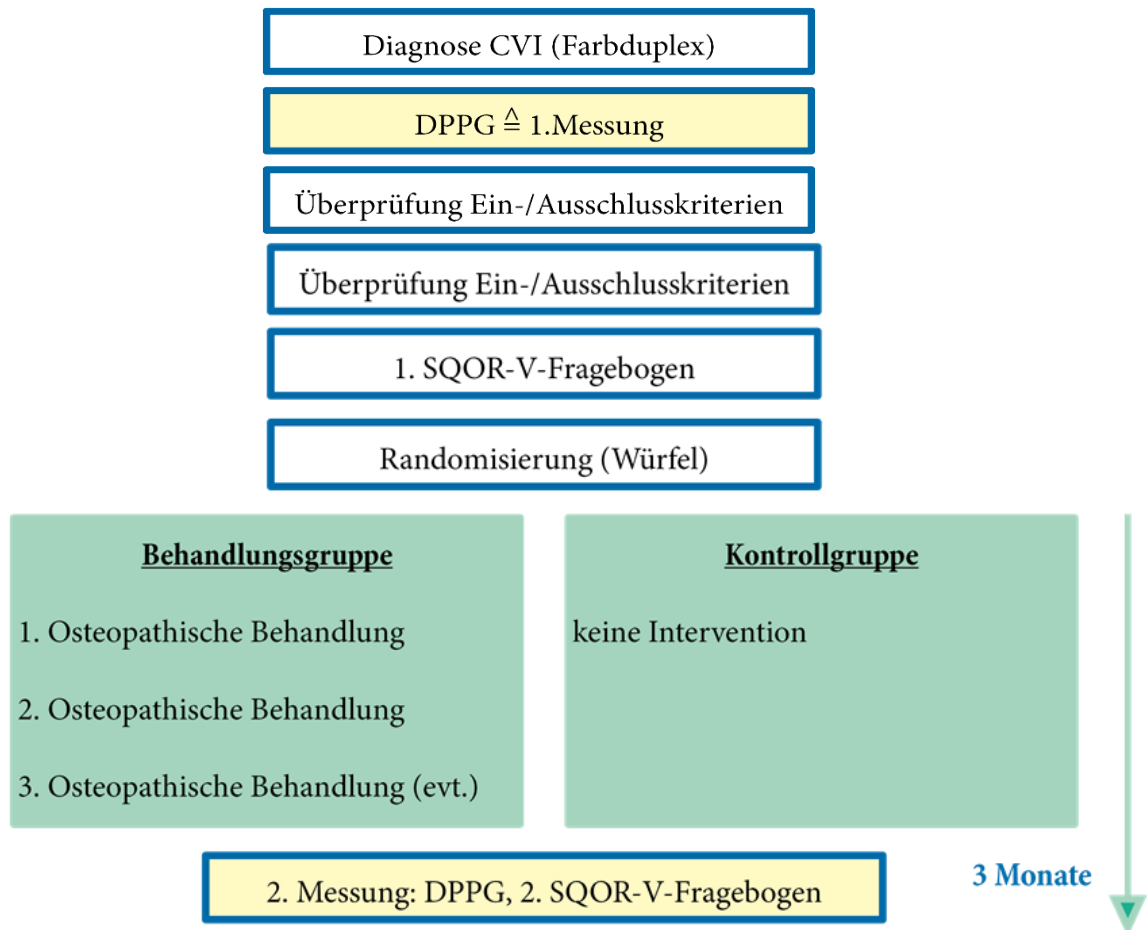 Diagnose CVI (Farbduplex)
DPPG ≙ 1.Messung
Überprüfung Ein-/Ausschlusskriterien
Überprüfung Ein-/Ausschlusskriterien
1. SQOR-V-Fragebogen
Randomisierung (Würfel)
Behandlungsgruppe
1. Osteopathische Behandlung
2. Osteopathische Behandlung
3. Osteopathische Behandlung (evt.)
Kontrollgruppe
keine Intervention
3 Monate
2. Messung: DPPG, 2. SQOR-V-Fragebogen